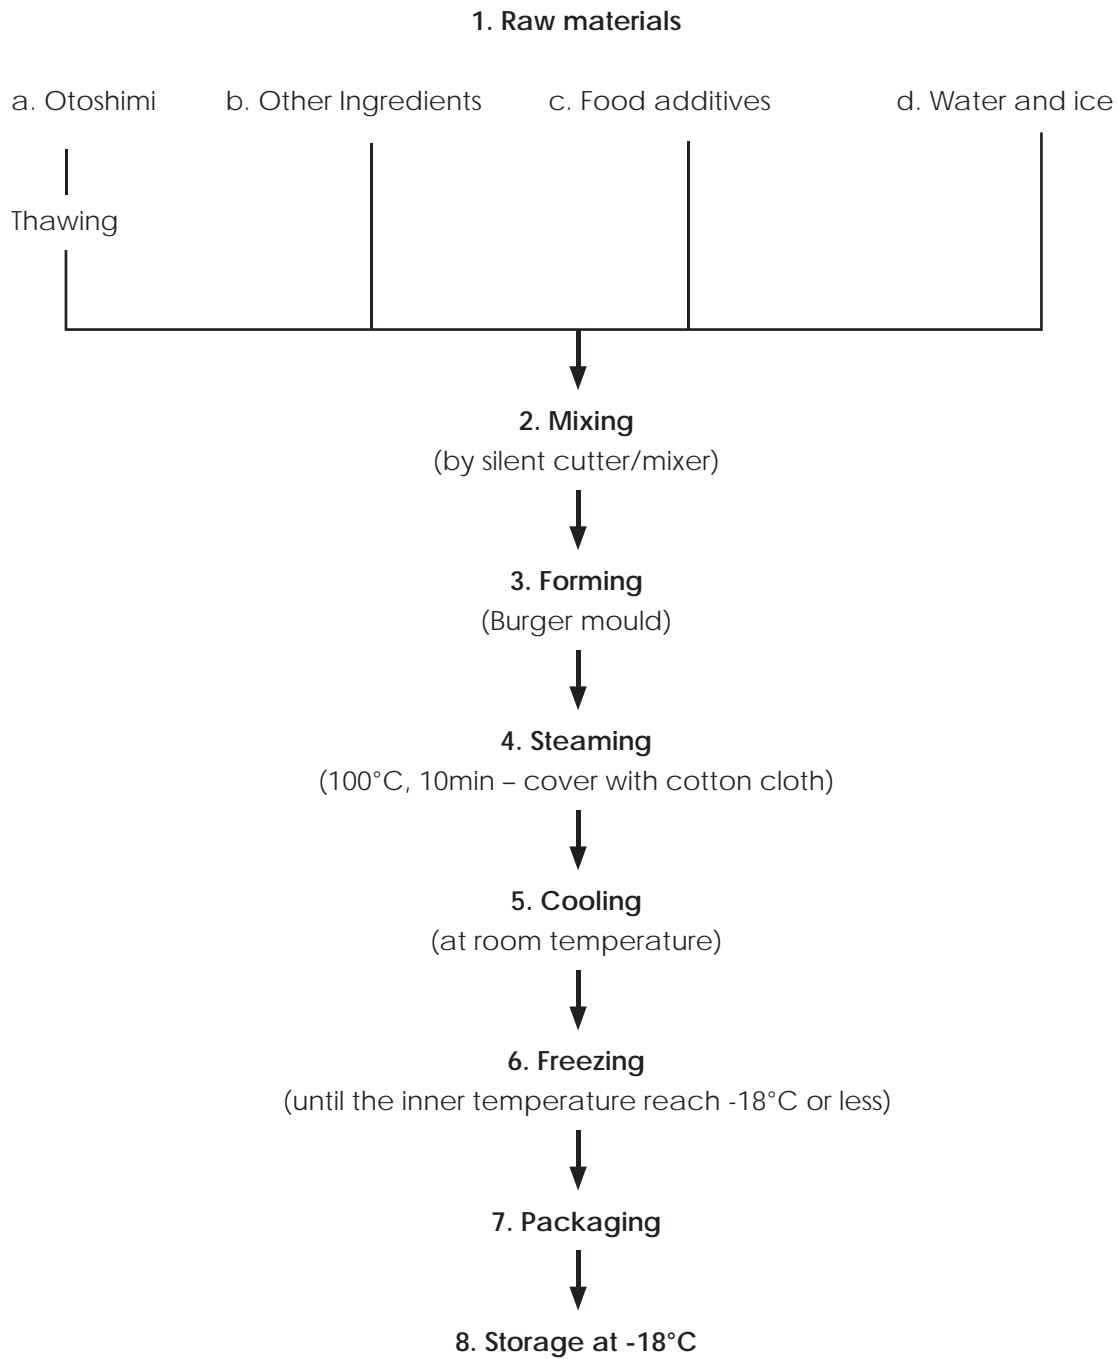 1. Raw materials
a. Otoshimi b. Other Ingredients c. Food additives d. Water and ice
Thawing
2. Mixing
(by silent cutter/mixer)
3. Forming
(Burger mould)
4. Steaming
(100°C, 10min – cover with cotton cloth)
5. Cooling
(at room temperature)
6. Freezing
(until the inner temperature reach -18°C or less)
7. Packaging
8. Storage at -18°C